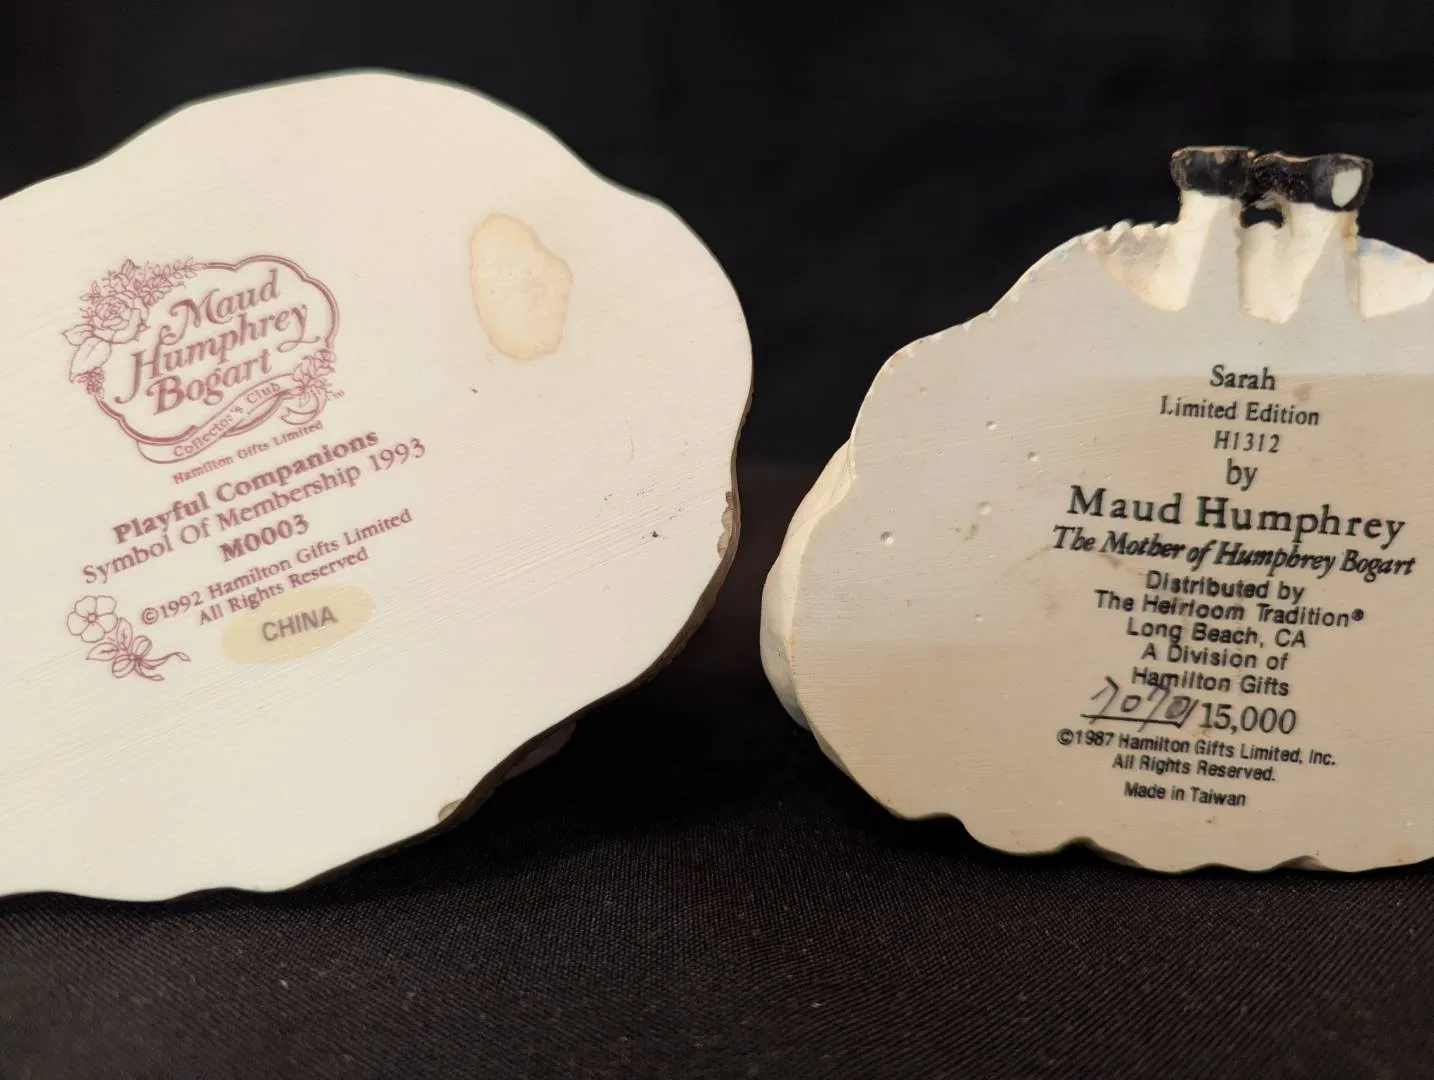 Maud
Humphrey
Bogart
Collector's Club
Hamilton Gifts Limited
Playful Companions
Symbol Of Membership 1993
M0003
©1992 Hamilton Gifts Limited
All Rights Reserved
CHINA
Sarah
Limited Edition
H1312
by
Maud Humphrey
The Mother of Humphrey Bogart
Distributed by
The Heirloom Tradition®
Long Beach, CA
A Division of
Hamilton Gifts
7070/15,000
©1987 Hamilton Gifts Limited, Inc.
All Rights Reserved.
Made in Taiwan